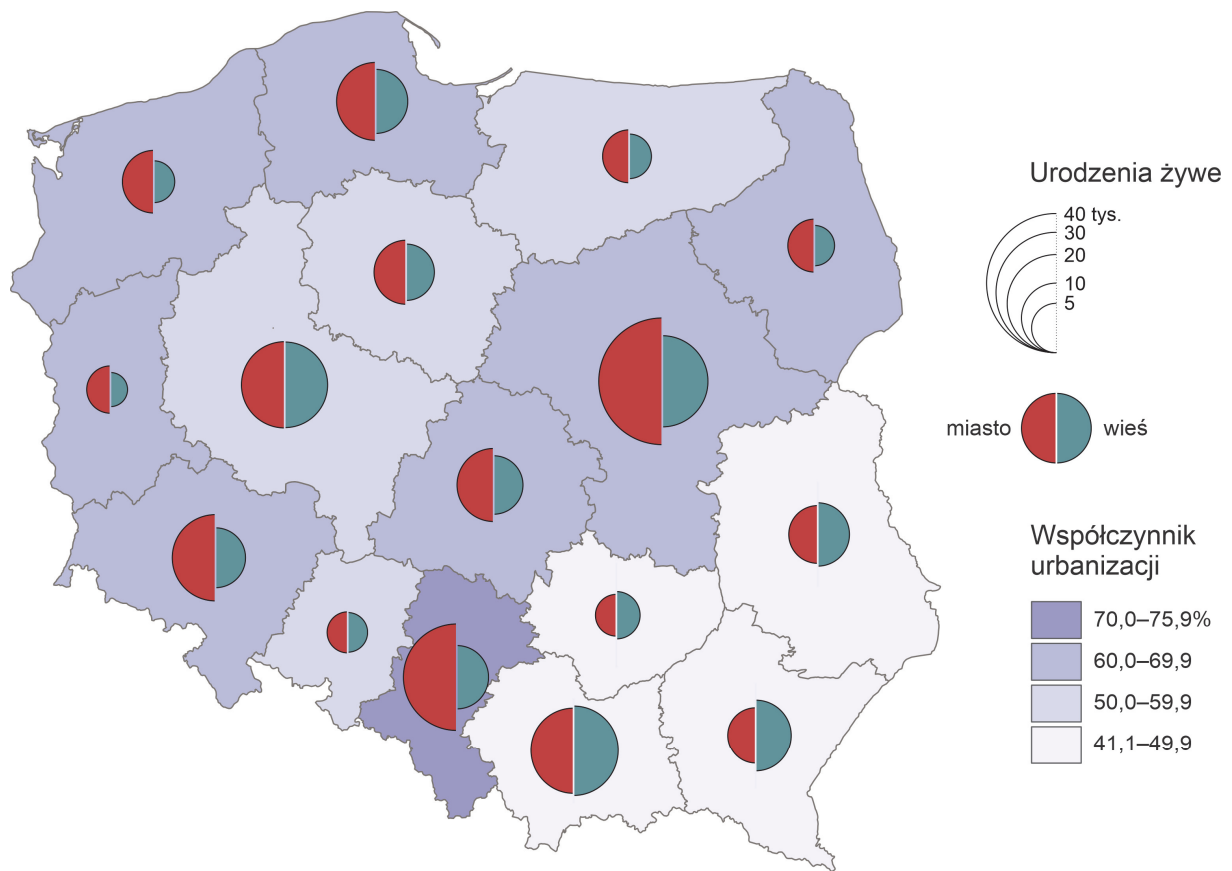 Urodzenia żywe
40 tys.
30
20
10
5
miasto wieś
Współczynnik
urbanizacji
70,0–75,9%
60,0–69,9
50,0–59,9
41,1–49,9